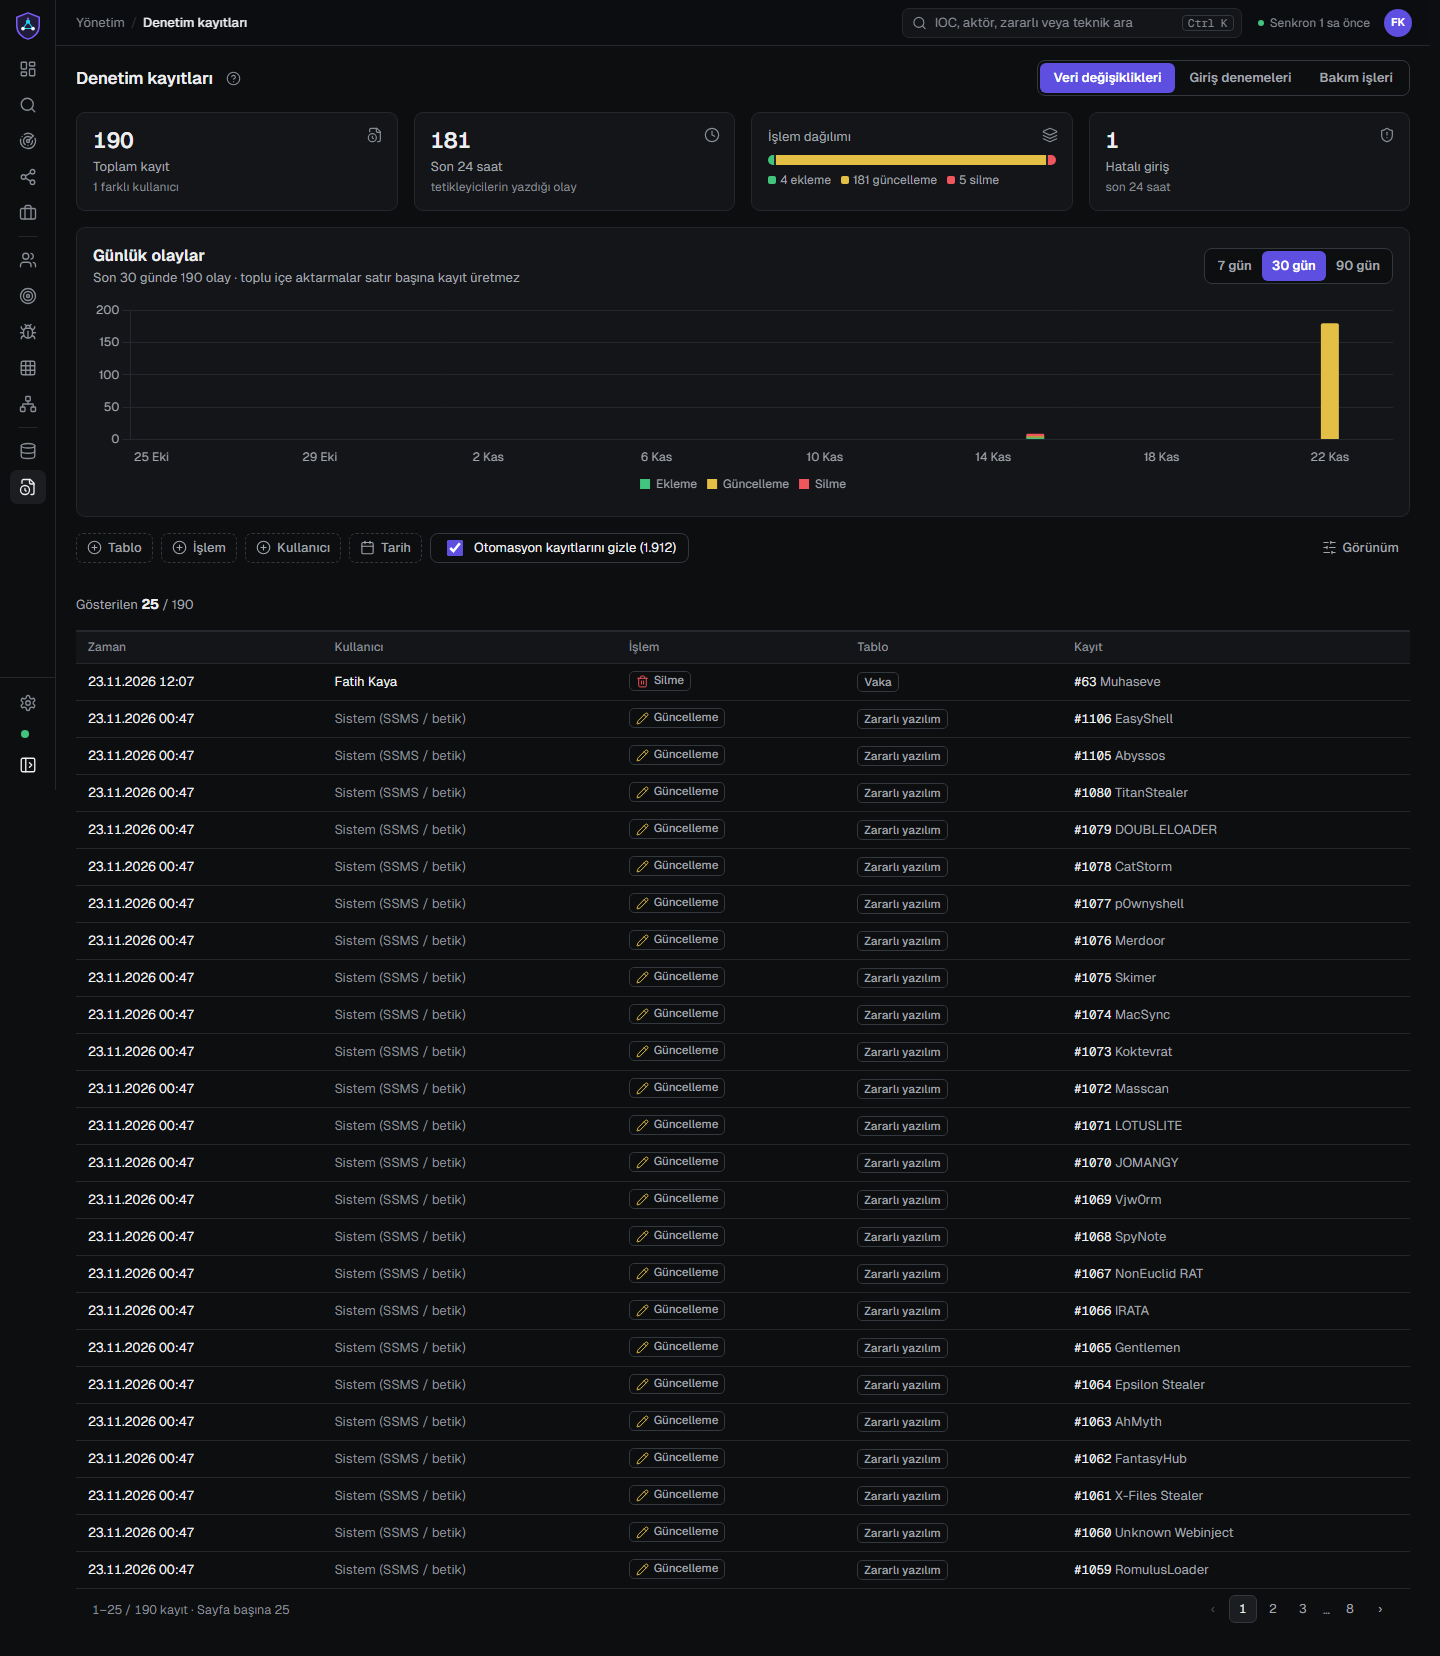 Yönetim / Denetim kayıtları
IOC, aktör, zararlı veya teknik ara
Ctrl K
Senkron 1 sa önce
FK
Denetim kayıtları
Veri değişiklikleri
Giriş denemeleri
Bakım işleri
190
Toplam kayıt
1 farklı kullanıcı
181
Son 24 saat
tetikleyicilerin yazdığı olay
İşlem dağılımı
4 ekleme 181 güncelleme 5 silme
1
Hatalı giriş
son 24 saat
Günlük olaylar
Son 30 günde 190 olay · toplu içe aktarmalar satır başına kayıt üretmez
7 gün 30 gün 90 gün
200
150
100
50
0
25 Eki 29 Eki 2 Kas 6 Kas 10 Kas 14 Kas 18 Kas 22 Kas
Ekleme Güncelleme Silme
Tablo
İşlem
Kullanıcı
Tarih
Otomasyon kayıtlarını gizle (1.912)
Görünüm
Gösterilen 25 / 190
Zaman Kullanıcı İşlem Tablo Kayıt
23.11.2026 12:07 Fatih Kaya Silme Vaka #63 Muhaseve
23.11.2026 00:47 Sistem (SSMS / betik) Güncelleme Zararlı yazılım #1106 EasyShell
23.11.2026 00:47 Sistem (SSMS / betik) Güncelleme Zararlı yazılım #1105 Abyssos
23.11.2026 00:47 Sistem (SSMS / betik) Güncelleme Zararlı yazılım #1080 TitanStealer
23.11.2026 00:47 Sistem (SSMS / betik) Güncelleme Zararlı yazılım #1079 DOUBLELOADER
23.11.2026 00:47 Sistem (SSMS / betik) Güncelleme Zararlı yazılım #1078 CatStorm
23.11.2026 00:47 Sistem (SSMS / betik) Güncelleme Zararlı yazılım #1077 p0wnyshell
23.11.2026 00:47 Sistem (SSMS / betik) Güncelleme Zararlı yazılım #1076 Merdoor
23.11.2026 00:47 Sistem (SSMS / betik) Güncelleme Zararlı yazılım #1075 Skimer
23.11.2026 00:47 Sistem (SSMS / betik) Güncelleme Zararlı yazılım #1074 MacSync
23.11.2026 00:47 Sistem (SSMS / betik) Güncelleme Zararlı yazılım #1073 Koktevrat
23.11.2026 00:47 Sistem (SSMS / betik) Güncelleme Zararlı yazılım #1072 Masscan
23.11.2026 00:47 Sistem (SSMS / betik) Güncelleme Zararlı yazılım #1071 LOTUSLITE
23.11.2026 00:47 Sistem (SSMS / betik) Güncelleme Zararlı yazılım #1070 JOMANGY
23.11.2026 00:47 Sistem (SSMS / betik) Güncelleme Zararlı yazılım #1069 Vjw0rm
23.11.2026 00:47 Sistem (SSMS / betik) Güncelleme Zararlı yazılım #1068 SpyNote
23.11.2026 00:47 Sistem (SSMS / betik) Güncelleme Zararlı yazılım #1067 NonEuclid RAT
23.11.2026 00:47 Sistem (SSMS / betik) Güncelleme Zararlı yazılım #1066 IRATA
23.11.2026 00:47 Sistem (SSMS / betik) Güncelleme Zararlı yazılım #1065 Gentlemen
23.11.2026 00:47 Sistem (SSMS / betik) Güncelleme Zararlı yazılım #1064 Epsilon Stealer
23.11.2026 00:47 Sistem (SSMS / betik) Güncelleme Zararlı yazılım #1063 AhMyth
23.11.2026 00:47 Sistem (SSMS / betik) Güncelleme Zararlı yazılım #1062 FantasyHub
23.11.2026 00:47 Sistem (SSMS / betik) Güncelleme Zararlı yazılım #1061 X-Files Stealer
23.11.2026 00:47 Sistem (SSMS / betik) Güncelleme Zararlı yazılım #1060 Unknown Webinject
23.11.2026 00:47 Sistem (SSMS / betik) Güncelleme Zararlı yazılım #1059 RomulusLoader
1–25 / 190 kayıt · Sayfa başına 25
‹ 1 2 3 … 8 ›